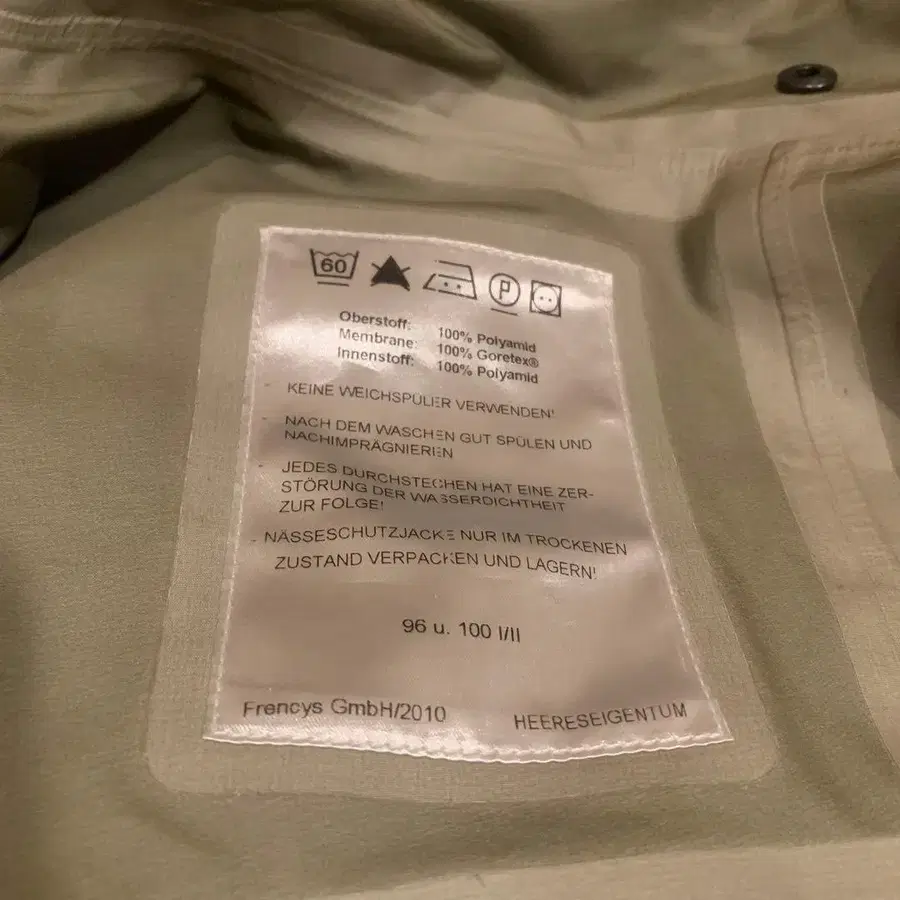 60 P
Oberstoff: 100% Polyamid
Membrane: 100% Goretex®
Innenstoff: 100% Polyamid
KEINE WEICHSPÜLER VERWENDEN!
- NACH DEM WASCHEN GUT SPÜLEN UND
NACHIMPRÄGNIEREN
JEDES DURCHSTECHEN HAT EINE ZER-
STÖRUNG DER WASSERDICHTHEIT
ZUR FOLGE!
- NÄSSESCHUTZJACKE NUR IM TROCKENEN
ZUSTAND VERPACKEN UND LAGERN!
96 u. 100 I/II
Frencys GmbH/2010 HEERESEIGENTUM